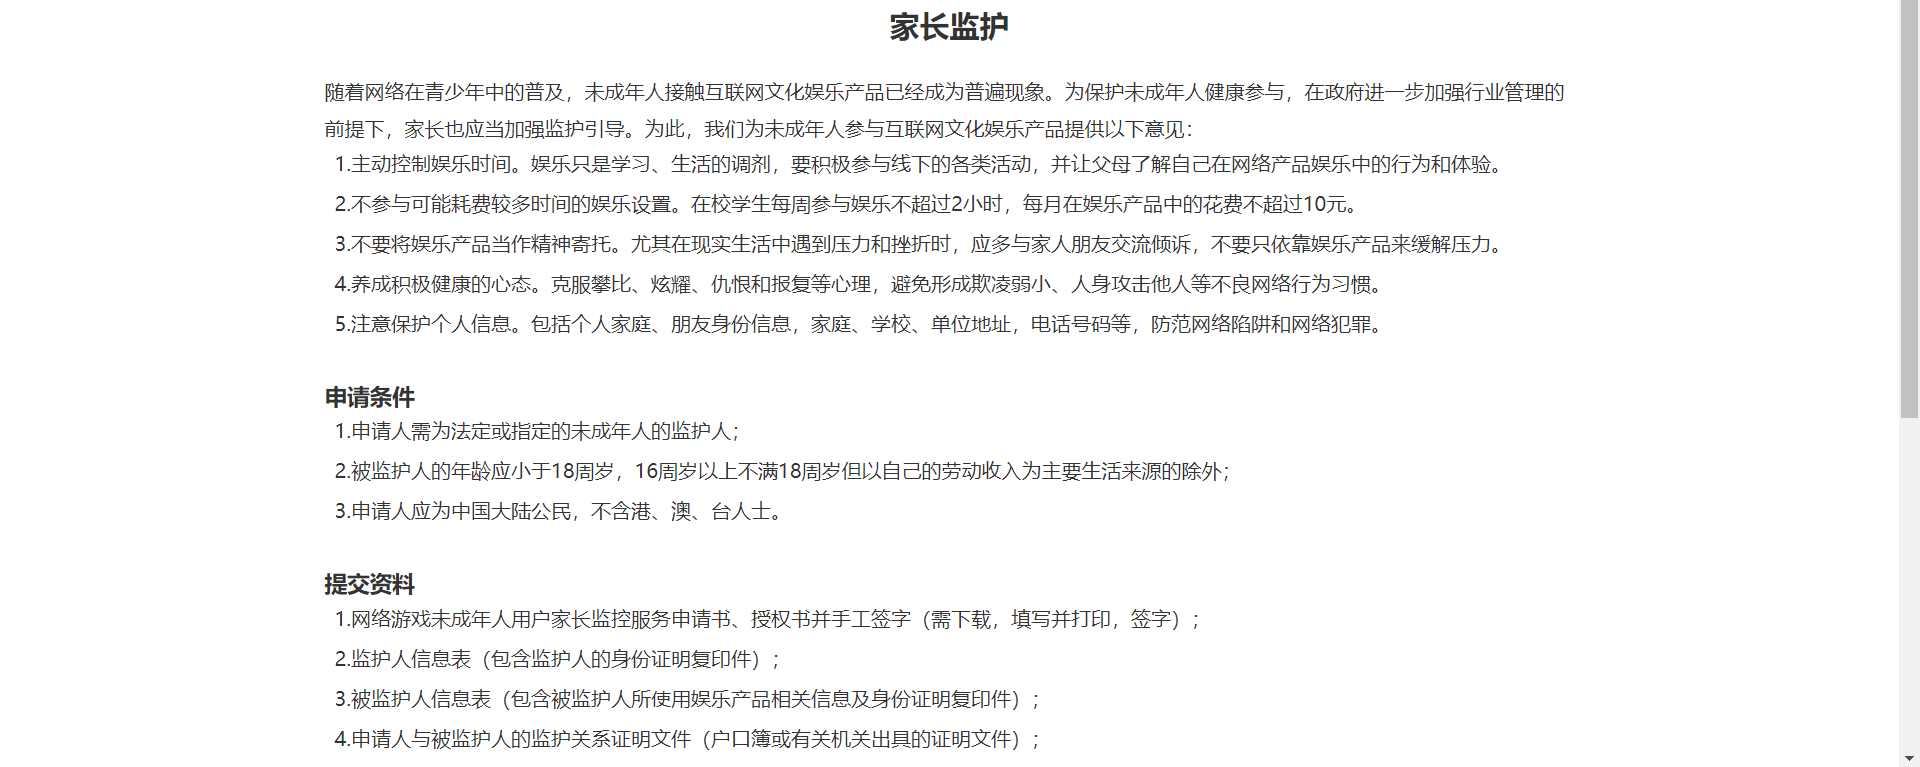 家长监护
随着网络在青少年中的普及，未成年人接触互联网文化娱乐产品已经成为普遍现象。为保护未成年人健康参与，在政府进一步加强行业管理的
前提下，家长也应当加强监护引导。为此，我们为未成年人参与互联网文化娱乐产品提供以下意见：
1.主动控制娱乐时间。娱乐只是学习、生活的调剂，要积极参与线下的各类活动，并让父母了解自己在网络产品娱乐中的行为和体验。
2.不参与可能耗费较多时间的娱乐设置。在校学生每周参与娱乐不超过2小时，每月在娱乐产品中的花费不超过10元。
3.不要将娱乐产品当作精神寄托。尤其在现实生活中遇到压力和挫折时，应多与家人朋友交流倾诉，不要只依靠娱乐产品来缓解压力。
4.养成积极健康的心态。克服攀比、炫耀、仇恨和报复等心理，避免形成欺凌弱小、人身攻击他人等不良网络行为习惯。
5.注意保护个人信息。包括个人家庭、朋友身份信息，家庭、学校、单位地址，电话号码等，防范网络陷阱和网络犯罪。
申请条件
1.申请人需为法定或指定的未成年人的监护人；
2.被监护人的年龄应小于18周岁，16周岁以上不满18周岁但以自己的劳动收入为主要生活来源的除外；
3.申请人应为中国大陆公民，不含港、澳、台人士。
提交资料
1.网络游戏未成年人用户家长监控服务申请书、授权书并手工签字（需下载，填写并打印，签字）；
2.监护人信息表（包含监护人的身份证明复印件）；
3.被监护人信息表（包含被监护人所使用娱乐产品相关信息及身份证明复印件）；
4.申请人与被监护人的监护关系证明文件（户口簿或有关机关出具的证明文件）；